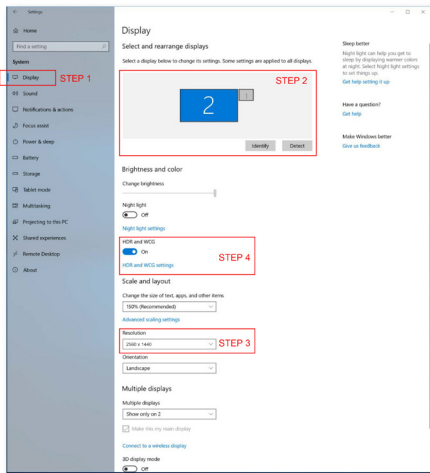 Settings
Home
Find a setting
System
Display
STEP 1
Sound
Notifications & actions
Focus assist
Power & sleep
Battery
Storage
Tablet mode
Multitasking
Projecting to this PC
Shared experiences
Remote Desktop
About
Display
Select and rearrange displays
Select a display below to change its settings. Some settings are applied to all displays.
STEP 2
2
1
Identify
Detect
Brightness and color
Change brightness
Night light
Off
Night light settings
HDR and WCG
On
STEP 4
HDR and WCG settings
Scale and layout
Change the size of text, apps, and other items
150% (Recommended)
Advanced scaling settings
Resolution
2560 x 1440
STEP 3
Orientation
Landscape
Multiple displays
Multiple displays
Show only on 2
Make this my main display
Connect to a wireless display
3D display mode
Off
Sleep better
Night light can help you get to
sleep by displaying warmer colors
at night. Select Night light settings
to set things up.
Get help setting it up
Have a question?
Get help
Make Windows better
Give us feedback